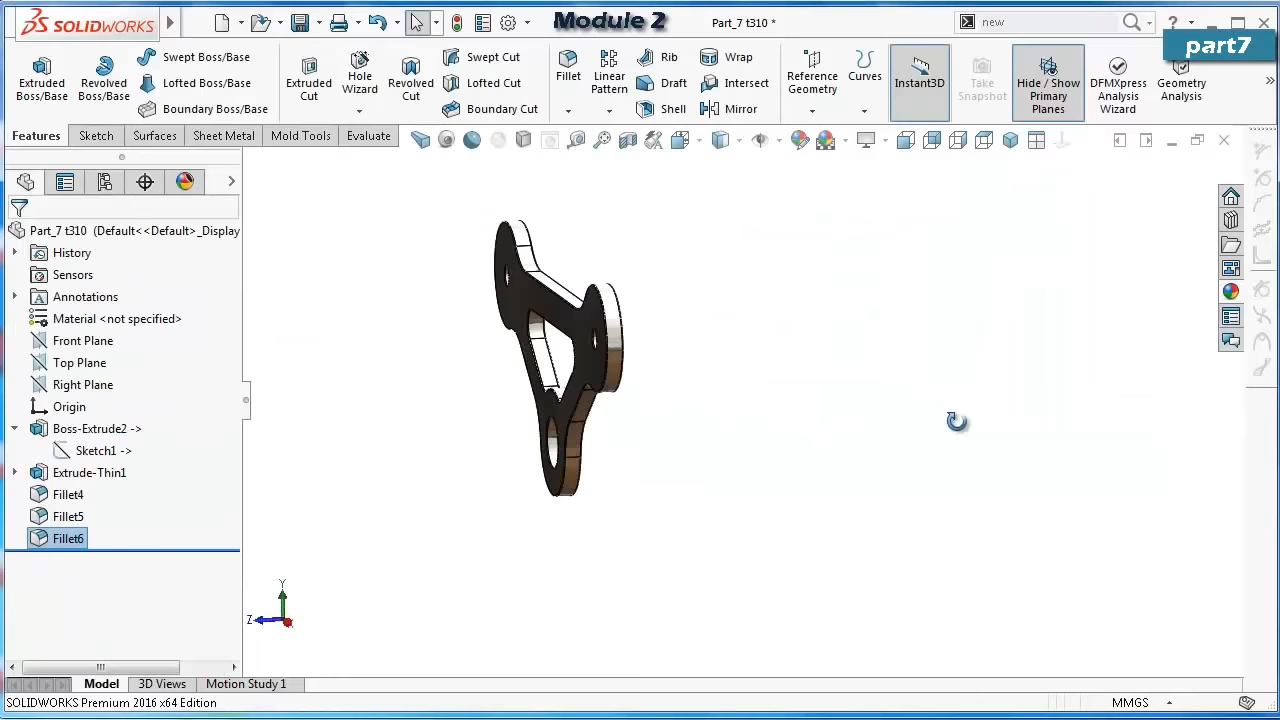 SOLIDWORKS
Module 2
Part_7 t310 *
new
?
part7
Extruded Boss/Base
Revolved Boss/Base
Swept Boss/Base
Lofted Boss/Base
Boundary Boss/Base
Extruded Cut
Hole Wizard
Revolved Cut
Swept Cut
Lofted Cut
Boundary Cut
Fillet
Linear Pattern
Rib
Draft
Shell
Wrap
Intersect
Mirror
Reference Geometry
Curves
Instant3D
Take Snapshot
Hide / Show Primary Planes
DFMXpress Analysis Wizard
Geometry Analysis
Features
Sketch
Surfaces
Sheet Metal
Mold Tools
Evaluate
Part_7 t310 (Default<<Default>_Display
History
Sensors
Annotations
Material <not specified>
Front Plane
Top Plane
Right Plane
Origin
Boss-Extrude2 ->
Sketch1 ->
Extrude-Thin1
Fillet4
Fillet5
Fillet6
Y
Z
Model
3D Views
Motion Study 1
SOLIDWORKS Premium 2016 x64 Edition
MMGS